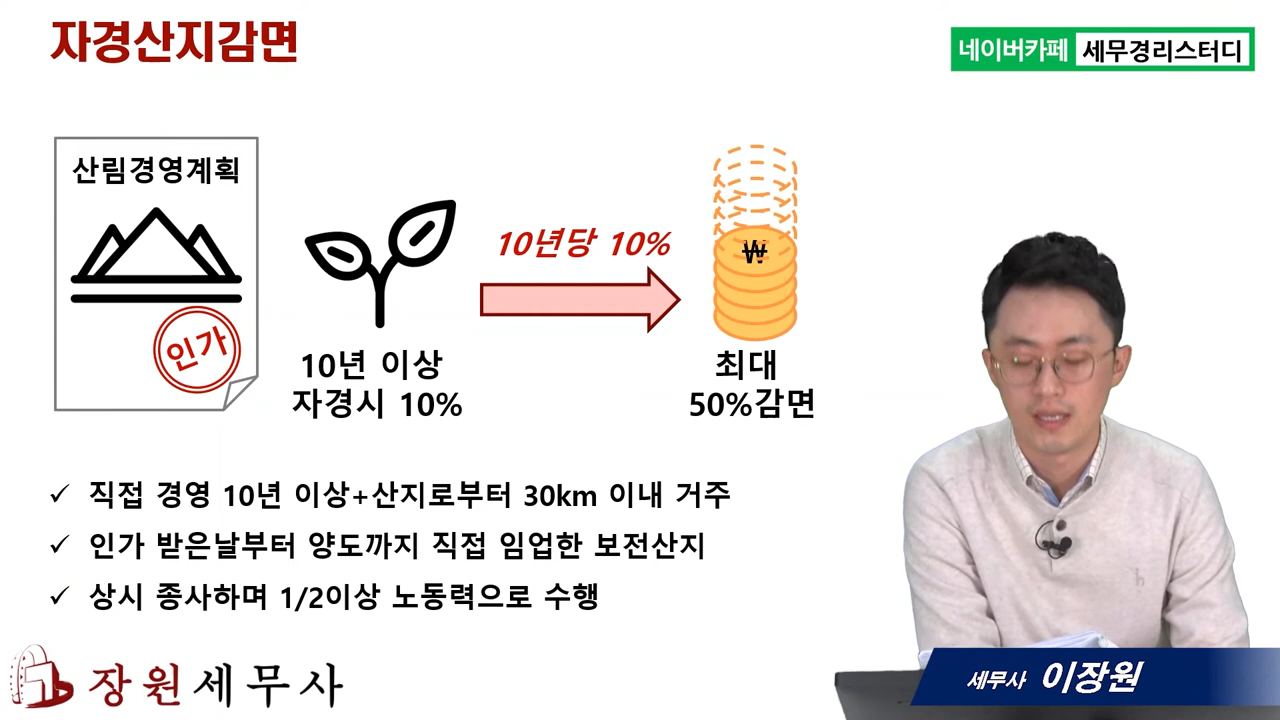 자경산지감면
네이버카페 세무경리스터디
산림경영계획
인가
10년 이상
자경시 10%
10년당 10%
₩
최대
50%감면
✓ 직접 경영 10년 이상+산지로부터 30km 이내 거주
✓ 인가 받은날부터 양도까지 직접 임업한 보전산지
✓ 상시 종사하며 1/2이상 노동력으로 수행
장원세무사
세무사 이장원